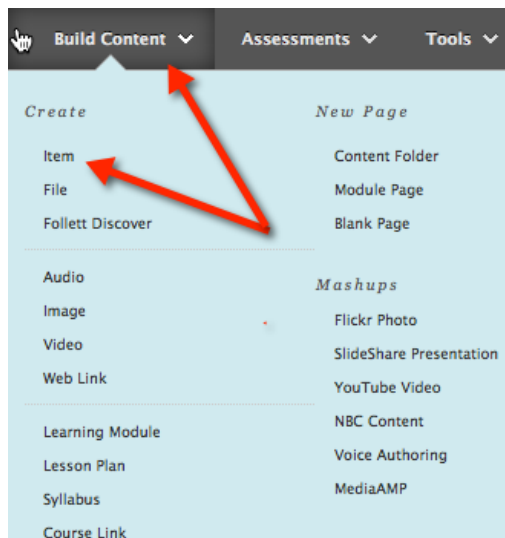 Build Content Assessments Tools
Create
Item
File
Follett Discover
Audio
Image
Video
Web Link
Learning Module
Lesson Plan
Syllabus
Course Link
New Page
Content Folder
Module Page
Blank Page
Mashups
Flickr Photo
SlideShare Presentation
YouTube Video
NBC Content
Voice Authoring
MediaAMP